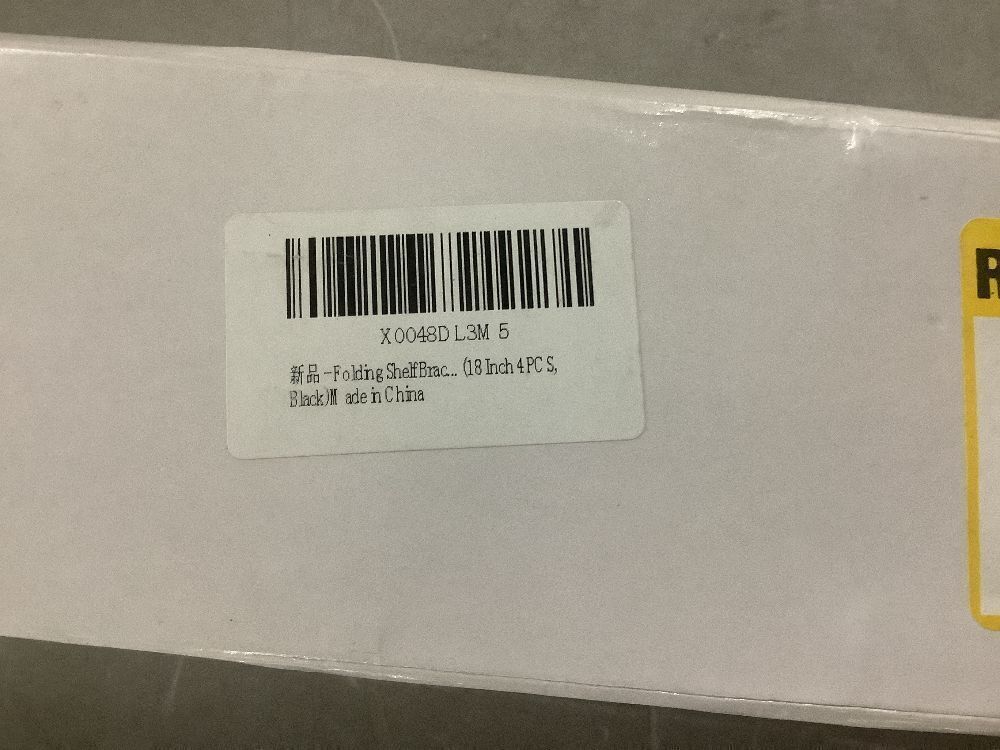 X0048DL3M5
新品-Folding Shelf Brac... (18 Inch 4 PCS,
Black)Made in China
R